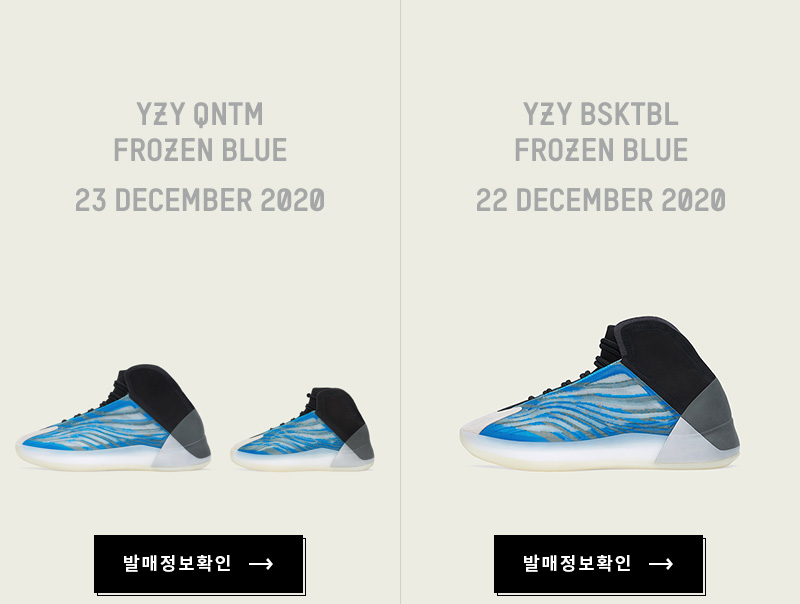 YZY QNTM
FROZEN BLUE
23 DECEMBER 2020
발매정보확인 →
YZY BSKTBL
FROZEN BLUE
22 DECEMBER 2020
발매정보확인 →